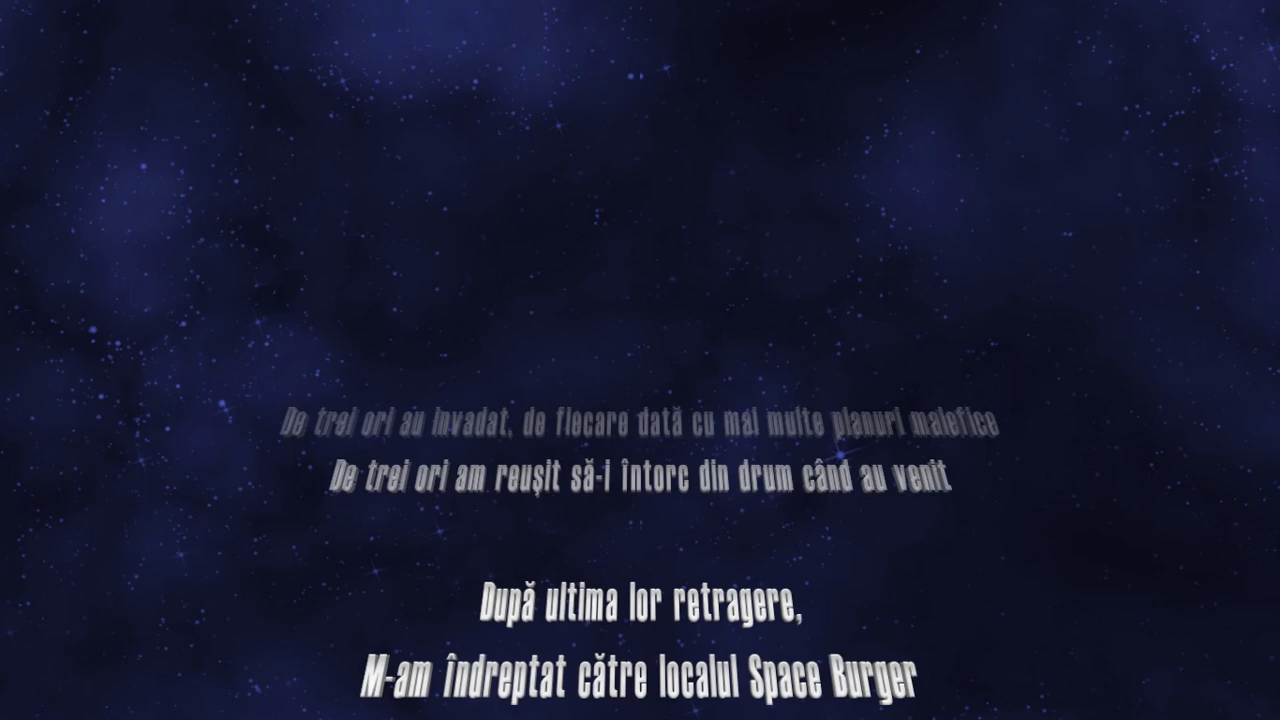 De trei ori au invadat, de fiecare dată cu mai multe planuri malefice
De trei ori am reușit să-i întorc din drum când au venit
După ultima lor retragere,
M-am îndreptat către localul Space Burger